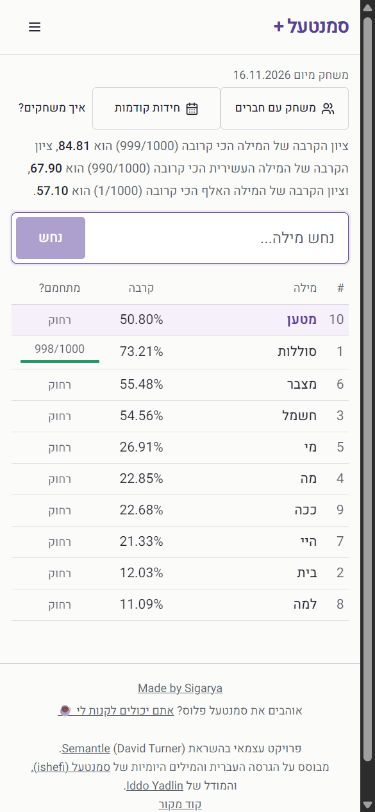 סמנטעל +
משחק מיום 16.11.2026
משחק עם חברים
חידות קודמות
איך משחקים?
ציון הקרבה של המילה הכי קרובה (999/1000) הוא 84.81, ציון
הקרבה של המילה העשירית הכי קרובה (990/1000) הוא 67.90,
וציון הקרבה של המילה האלף הכי קרובה (1/1000) הוא 57.10.
נחש מילה...
נחש
# מילה קרבה מתחמם?
10 מטען 50.80% רחוק
1 סוללות 73.21% 998/1000
6 מצבר 55.48% רחוק
3 חשמל 54.56% רחוק
5 מי 26.91% רחוק
4 מה 22.85% רחוק
9 ככה 22.68% רחוק
7 היי 21.33% רחוק
2 בית 12.03% רחוק
8 למה 11.09% רחוק
Made by Sigarya
אוהבים את סמנטעל פלוס? אתם יכולים לקנות לי
פרויקט עצמאי בהשראת Semantle (David Turner).
מבוסס על הגרסה העברית והמילים היומיות של סמנטעל (ishefi),
והמודל של Iddo Yadlin.
קוד מקור